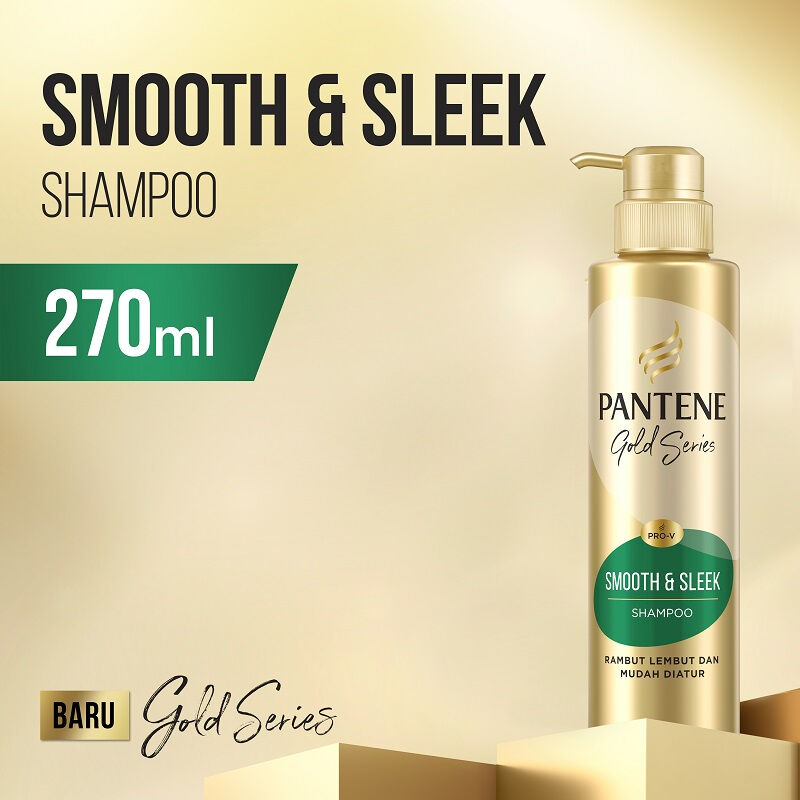 SMOOTH & SLEEK
SHAMPOO
270ml
PANTENE
Gold Series
PRO-V
SMOOTH & SLEEK
SHAMPOO
RAMBUT LEMBUT DAN
MUDAH DIATUR
BARU Gold Series